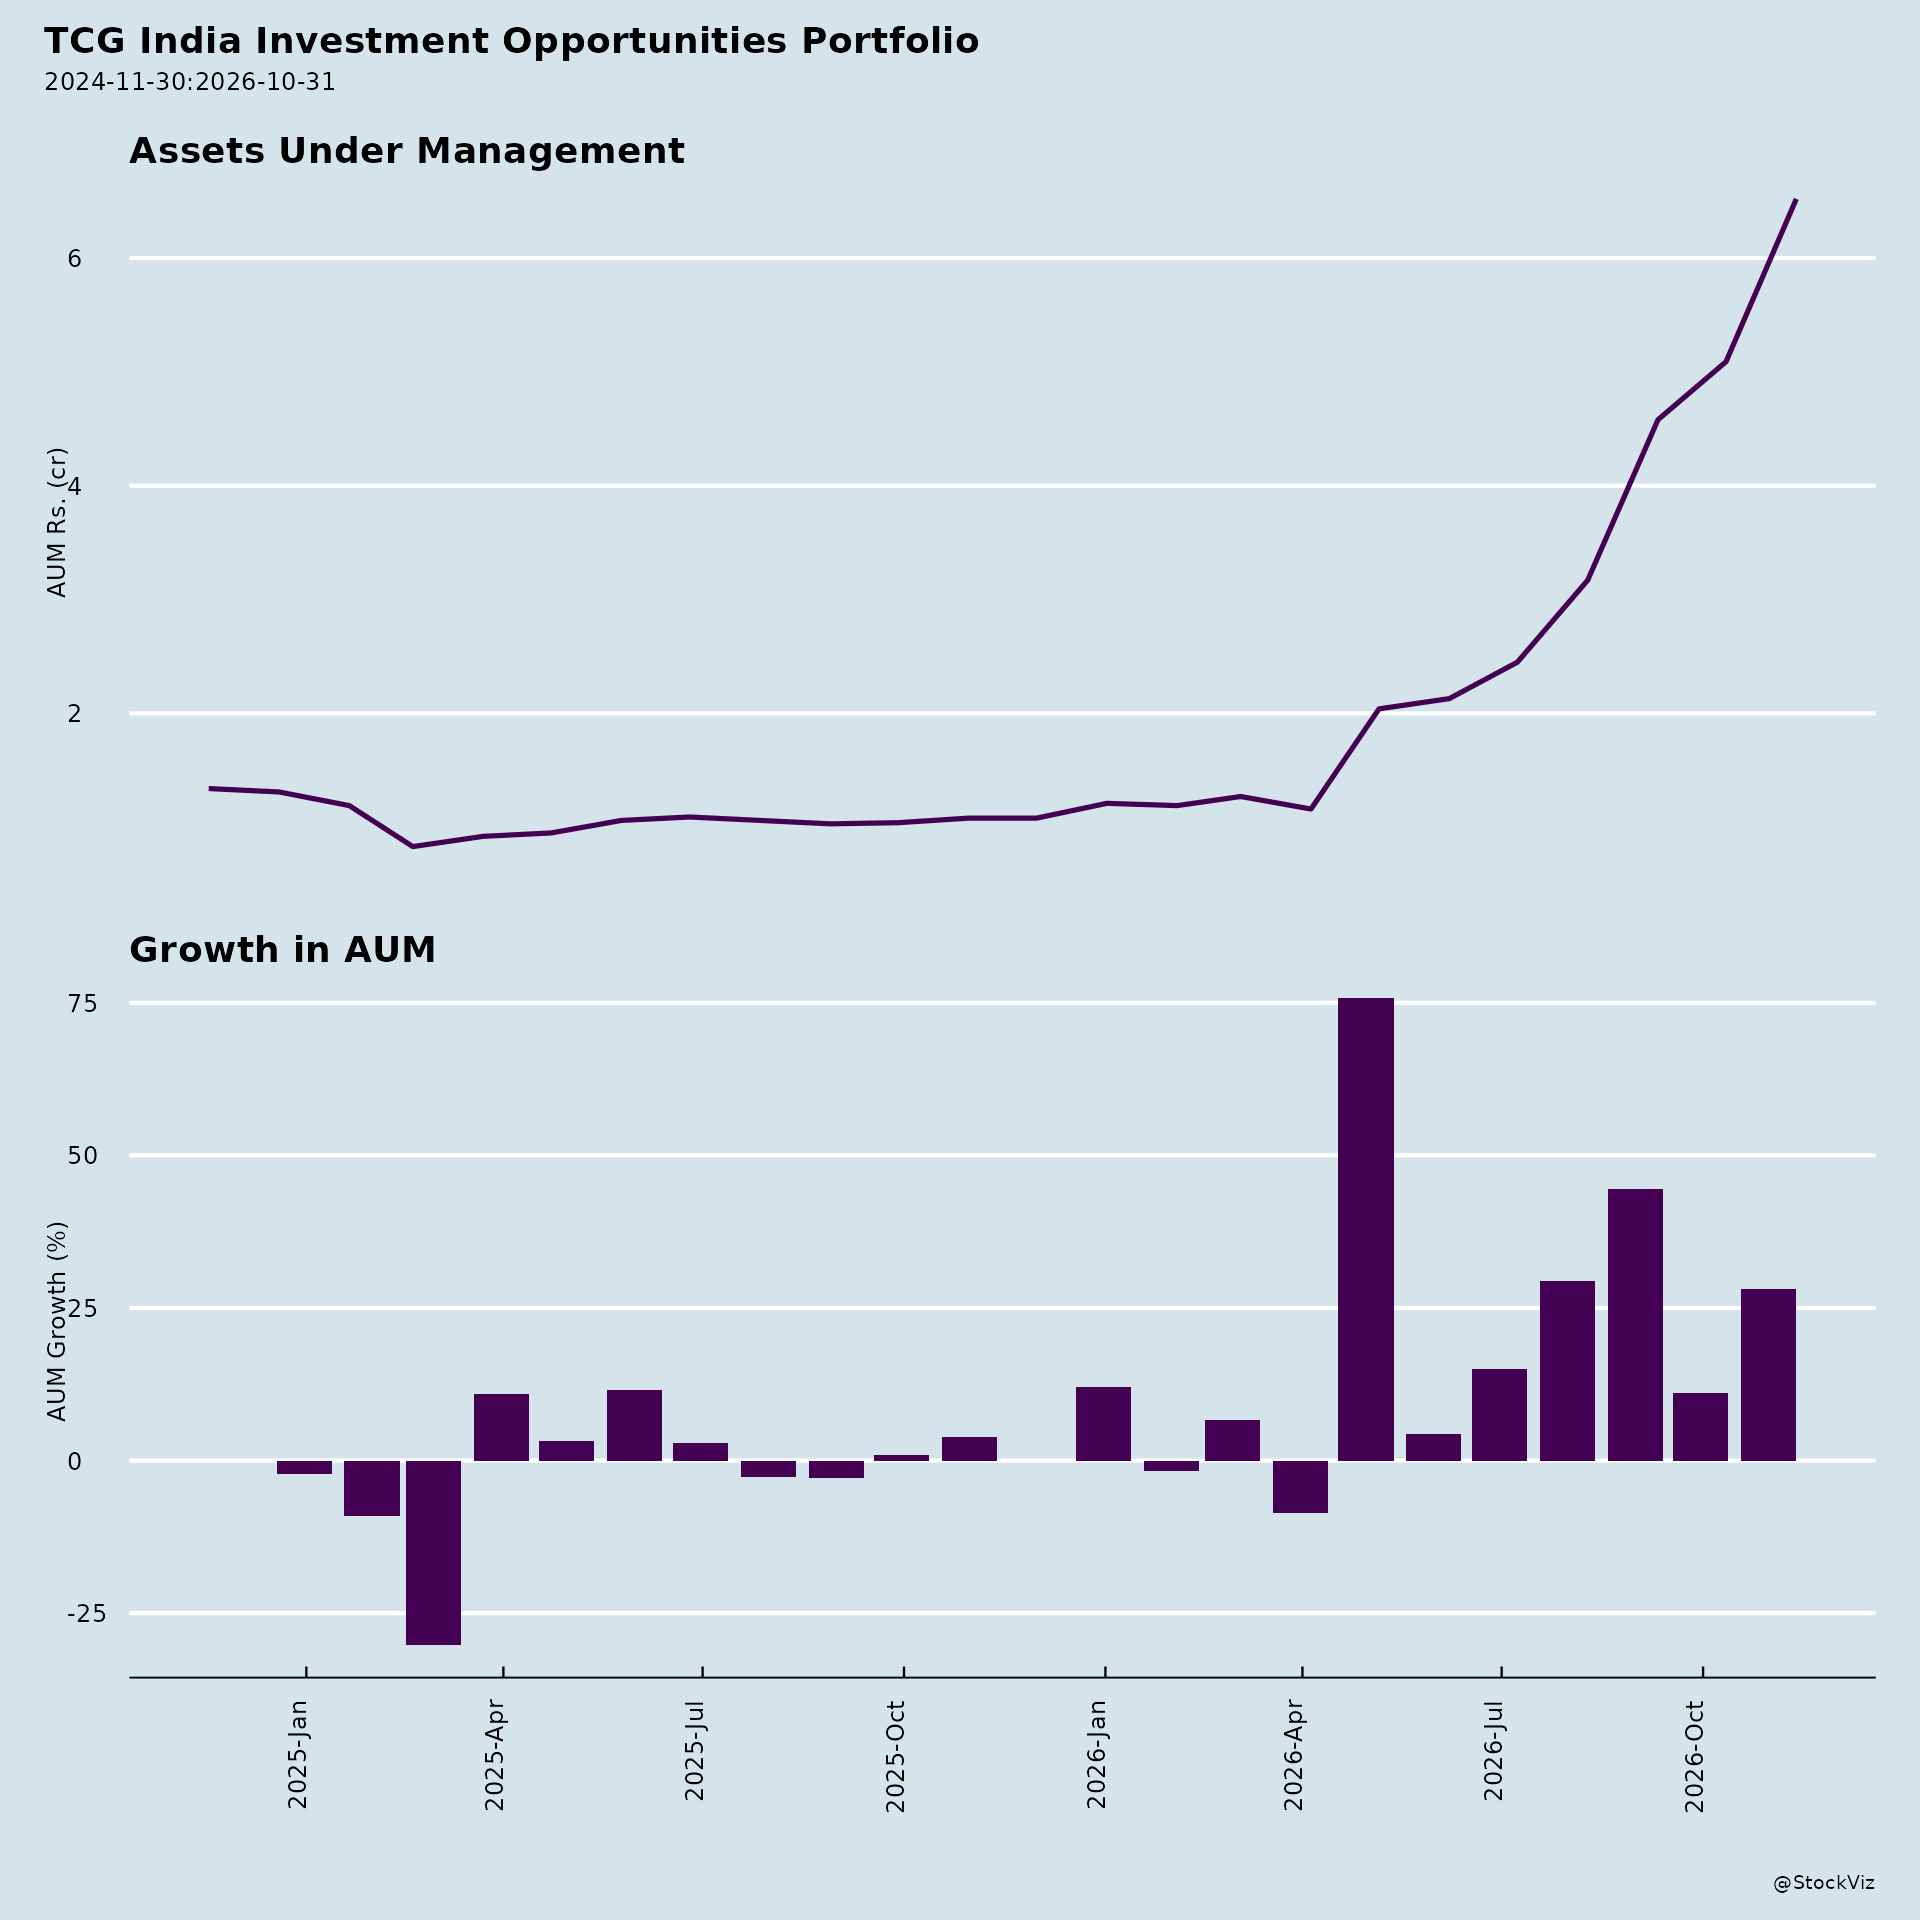 TCG India Investment Opportunities Portfolio
2024-11-30:2026-10-31
Assets Under Management
AUM Rs. (cr)
6
4
2
Growth in AUM
AUM Growth (%)
75
50
25
0
-25
2025-Jan
2025-Apr
2025-Jul
2025-Oct
2026-Jan
2026-Apr
2026-Jul
2026-Oct
@StockViz